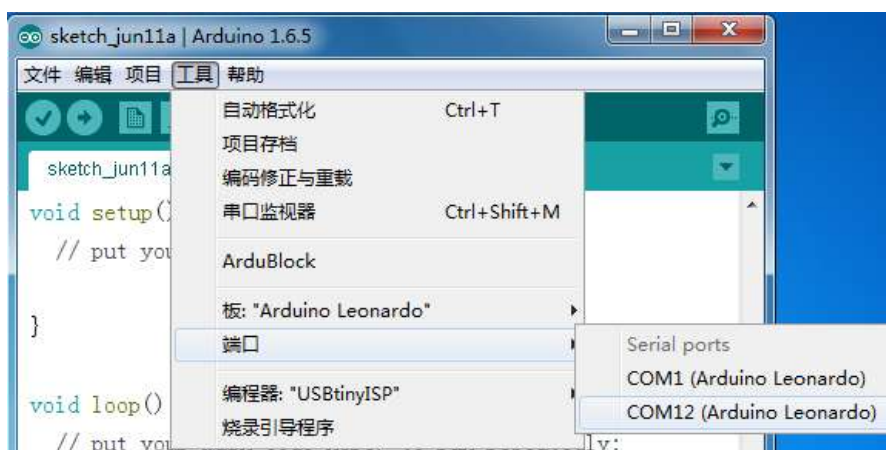 sketch_jun11a | Arduino 1.6.5
文件 编辑 项目 工具 帮助
自动格式化 Ctrl+T
项目存档
sketch_jun11a
编码修正与重载
void setup()
串口监视器 Ctrl+Shift+M
// put you
ArduBlock
板: "Arduino Leonardo"
}
端口
Serial ports
COM1 (Arduino Leonardo)
编程器: "USBtinyISP"
void loop()
COM12 (Arduino Leonardo)
烧录引导程序
// put you